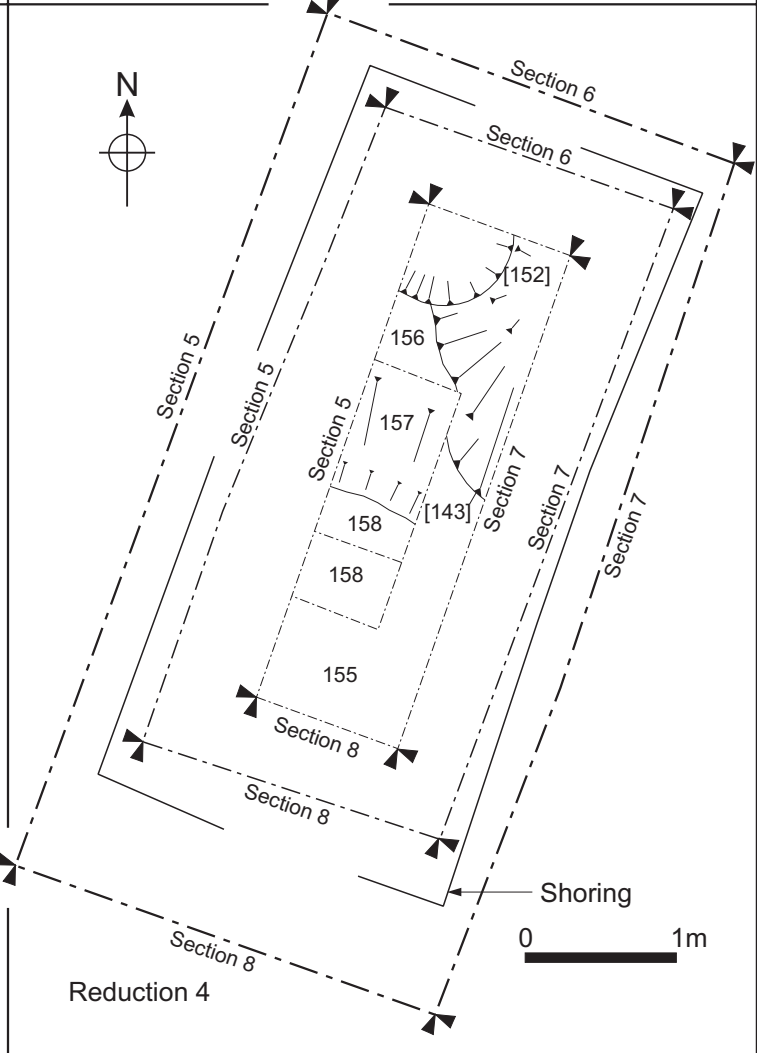 Section 6
N
Section 6
[152]
156
Section 5
Section 5
Section 5
157
Section 7
Section 7
Section 7
[143]
158
158
155
Section 8
Section 8
Shoring
Section 8
0 1m
Reduction 4